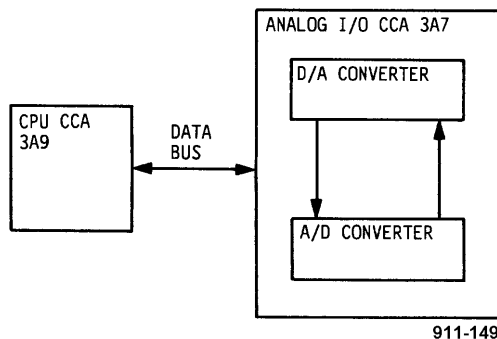 ANALOG I/O CCA 3A7
D/A CONVERTER
CPU CCA
3A9
DATA
BUS
A/D CONVERTER
911-149